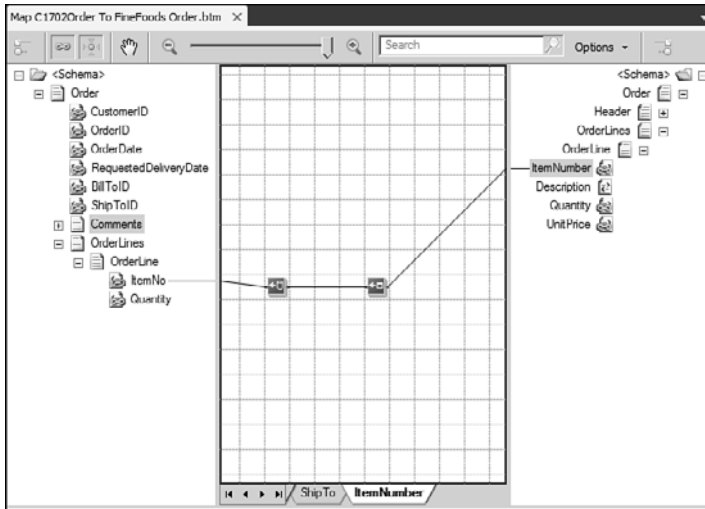 Map C1702Order To FineFoods Order.btm ×
Search
Options
<Schema>
Order
CustomerID
OrderID
OrderDate
RequestedDeliveryDate
BillToID
ShipToID
Comments
OrderLines
OrderLine
ItemNo
Quantity
<Schema>
Order
Header
OrderLines
OrderLine
ItemNumber
Description
Quantity
UnitPrice
ShipTo
ItemNumber